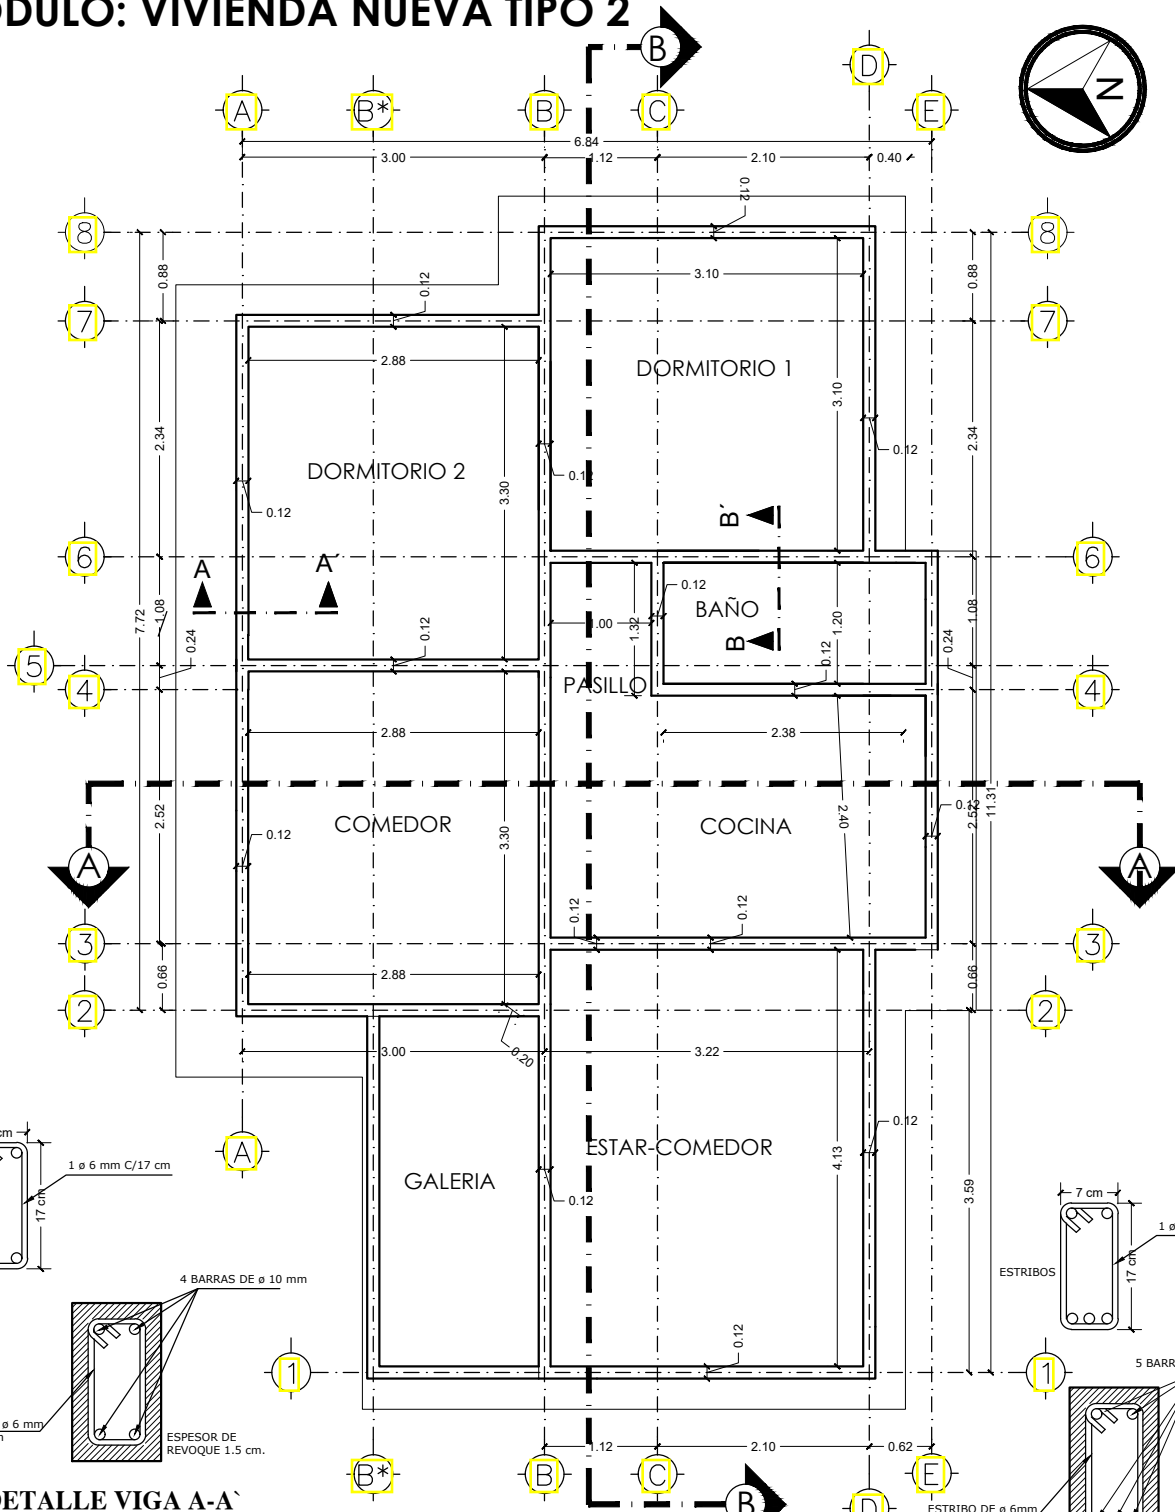 ÓDULO: VIVIENDA NUEVA TIPO 2
B
N
A
B*
B
C
D
E
6.84
3.00
1.12
2.10
0.40
0.12
8
8
0.88
0.88
3.10
0.12
7
7
2.88
DORMITORIO 1
3.10
2.34
2.34
0.12
DORMITORIO 2
3.30
0.12
0.12
B´
6
6
A
A´
0.12
BAÑO
1.08
1.08
7.72
1.00
1.32
1.20
0.24
0.24
0.12
0.12
B
5
4
4
PASILLO
2.88
2.38
2.52
2.52
11.31
0.12
COMEDOR
COCINA
2.40
0.12
3.30
A
A
0.12
0.12
3
3
2.88
0.66
0.66
2
2
3.00
0.20
3.22
0.12
A
ESTAR-COMEDOR
4.13
GALERIA
0.12
3.59
cm
1 ø 6 mm C/17 cm
17 cm
7 cm
1 ø
17 cm
ESTRIBOS
4 BARRAS DE ø 10 mm
0.12
1
1
5 BARR
ø 6 mm
ESPESOR DE
REVOQUE 1.5 cm.
1.12
2.10
0.62
B*
B
C
E
DETALLE VIGA A-A`
B
D
ESTRIBO DE ø 6mm